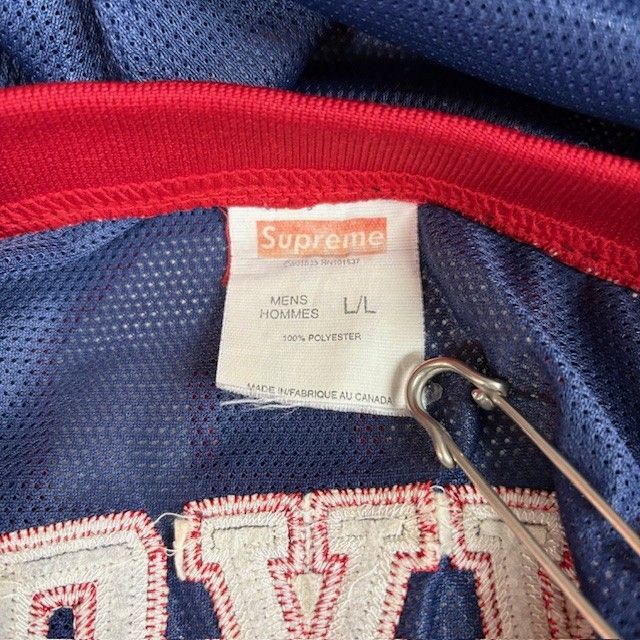 Supreme
MENS L/L
HOMMES
100% POLYESTER
MADE IN/FABRIQUE AU CANADA